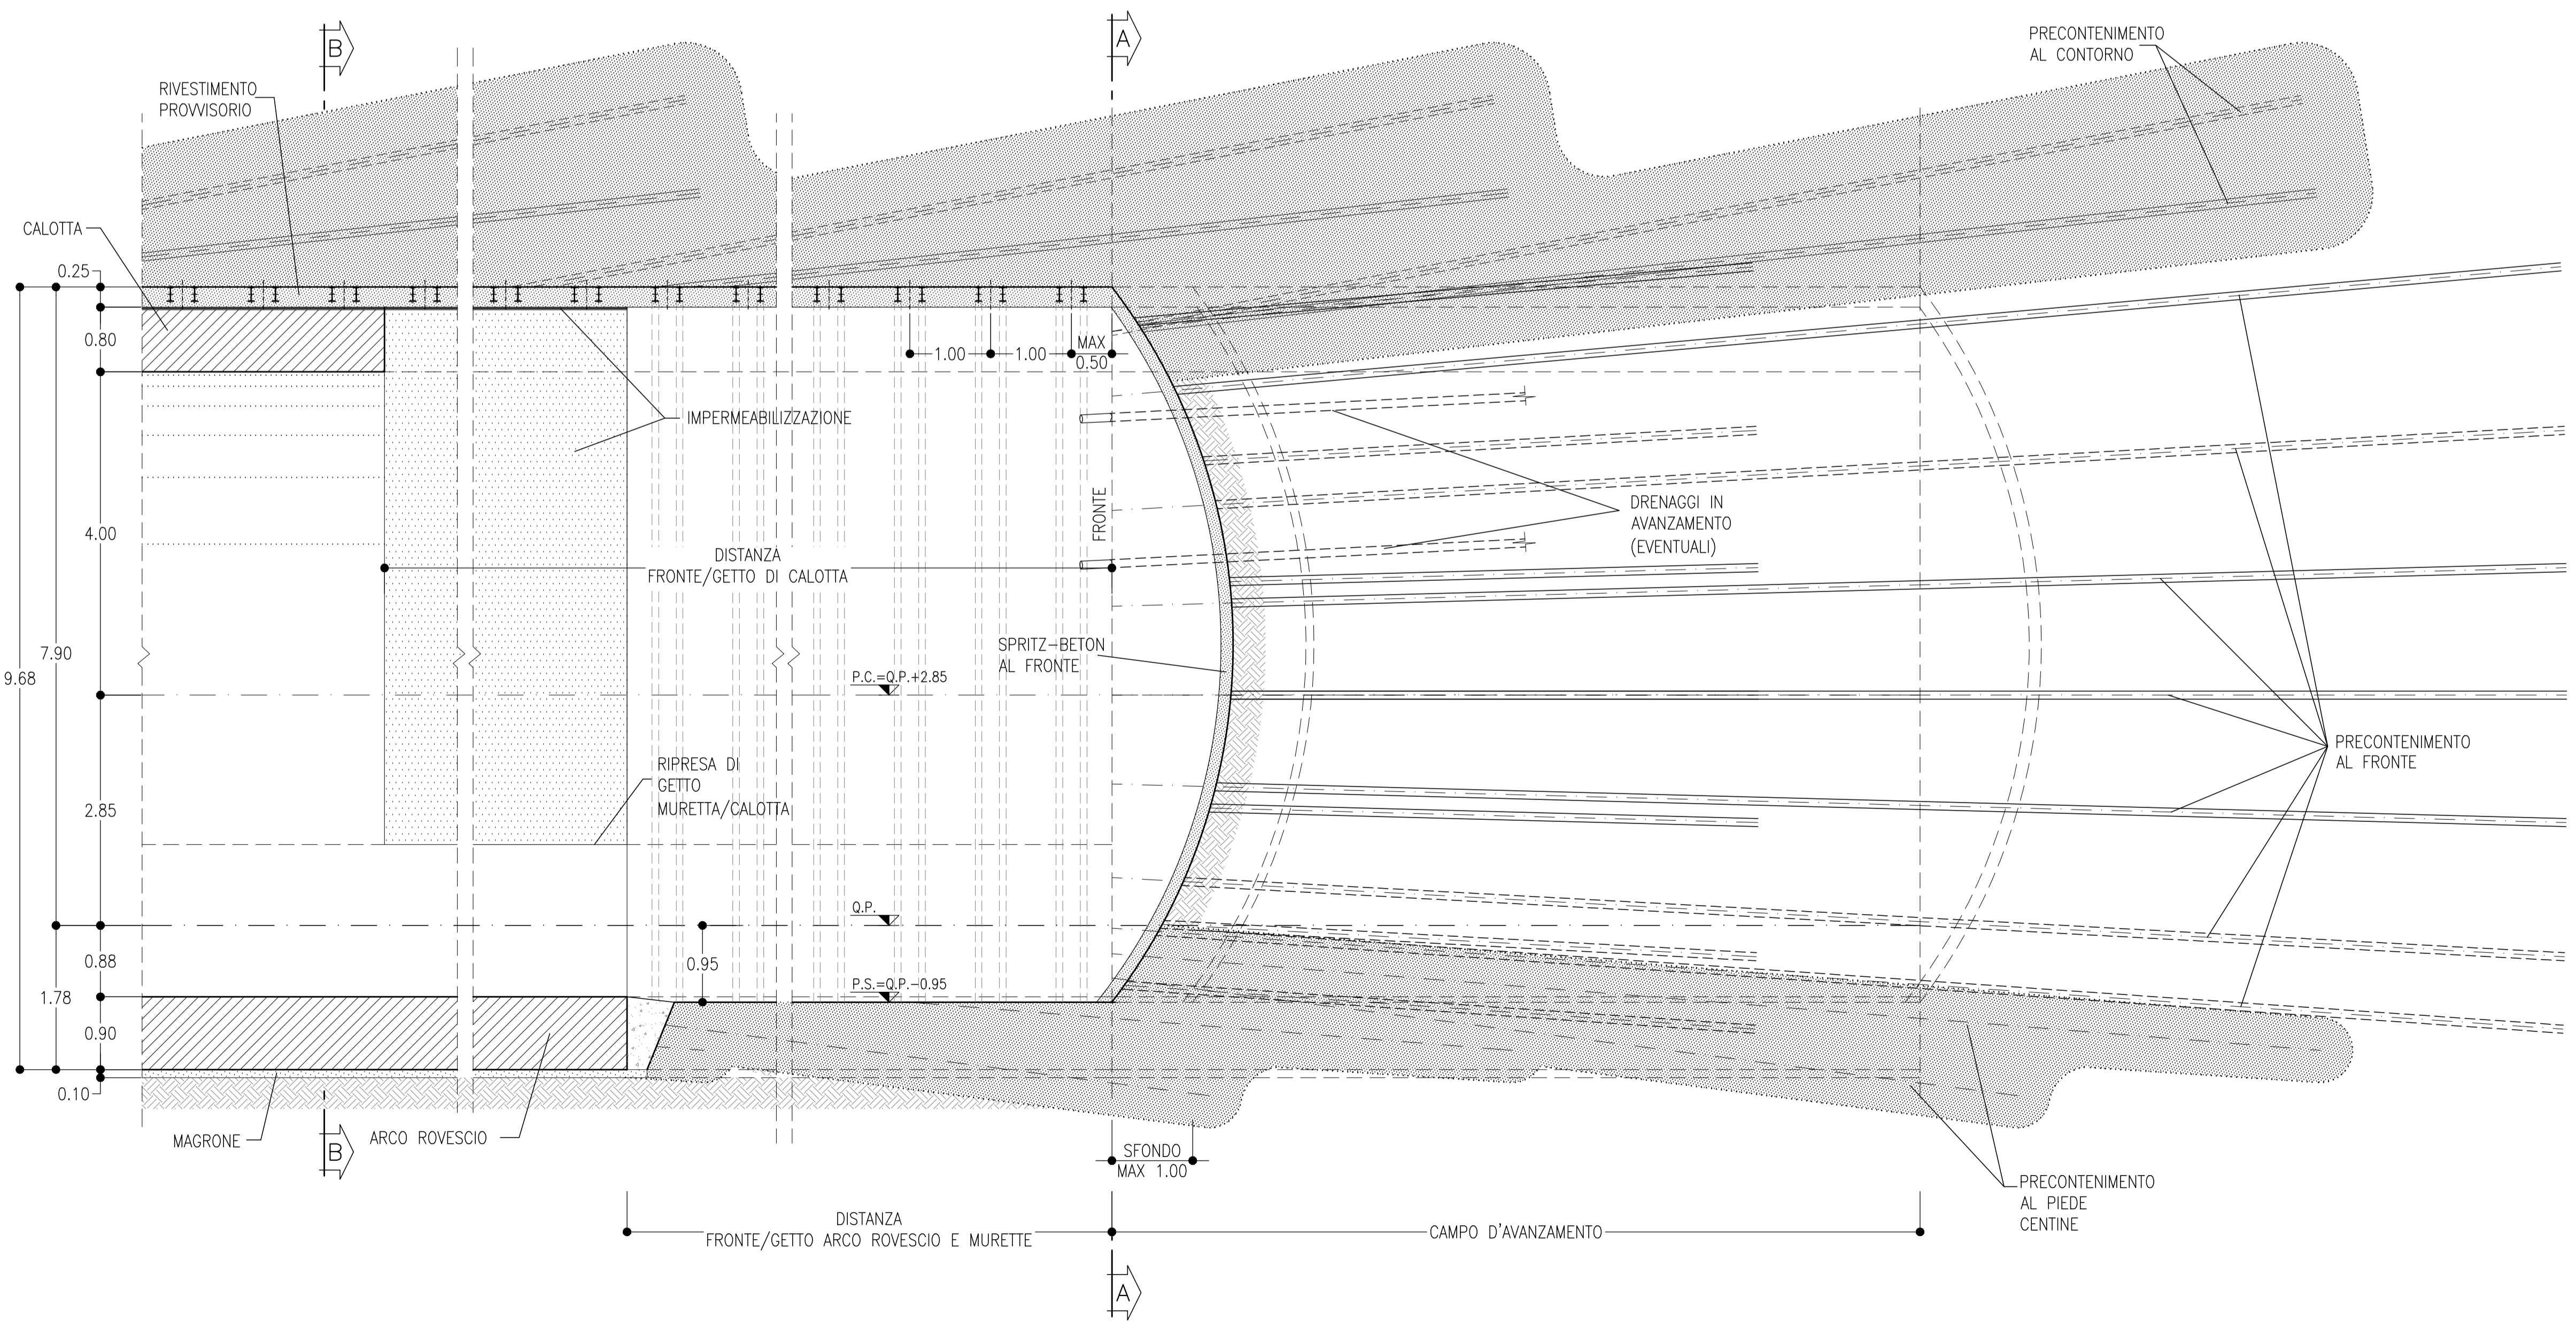 B
A
PRECONTENIMENTO
AL CONTORNO
RIVESTIMENTO
PROVVISORIO
CALOTTA
0.25
0.80
1.00
1.00
MAX
0.50
IMPERMEABILIZZAZIONE
FRONTE
DRENAGGI IN
AVANZAMENTO
(EVENTUALI)
4.00
DISTANZA
FRONTE/GETTO DI CALOTTA
7.90
9.68
SPRITZ-BETON
AL FRONTE
P.C.=Q.P.+2.85
PRECONTENIMENTO
AL FRONTE
RIPRESA DI
GETTO
MURETTA/CALOTTA
2.85
Q.P.
0.88
0.95
P.S.=Q.P.-0.95
1.78
0.90
0.10
MAGRONE
B
ARCO ROVESCIO
SFONDO
MAX 1.00
PRECONTENIMENTO
AL PIEDE
CENTINE
DISTANZA
FRONTE/GETTO ARCO ROVESCIO E MURETTE
CAMPO D'AVANZAMENTO
A